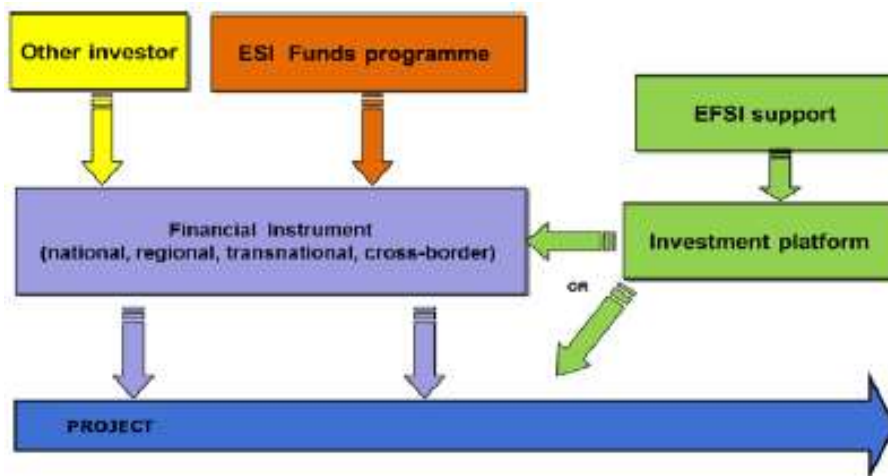 Other investor
ESI Funds programme
EFSI support
Financial Instrument
(national, regional, transnational, cross-border)
Investment platform
OR
PROJECT